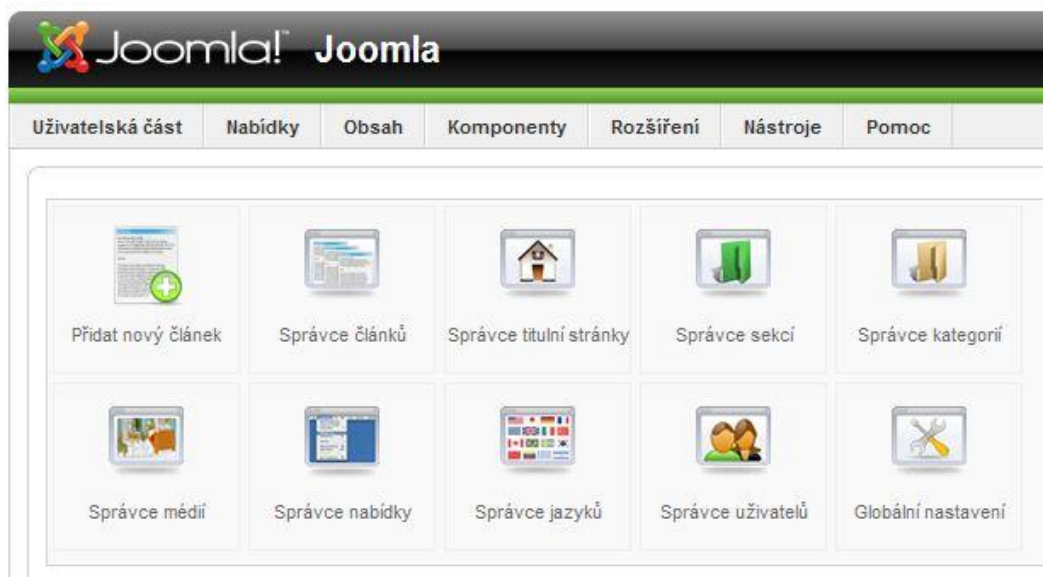 Joomla!™ Joomla
Uživatelská část Nabídky Obsah Komponenty Rozšíření Nástroje Pomoc
Přidat nový článek Správce článků Správce titulní stránky Správce sekcí Správce kategorií
Správce médií Správce nabídky Správce jazyků Správce uživatelů Globální nastavení